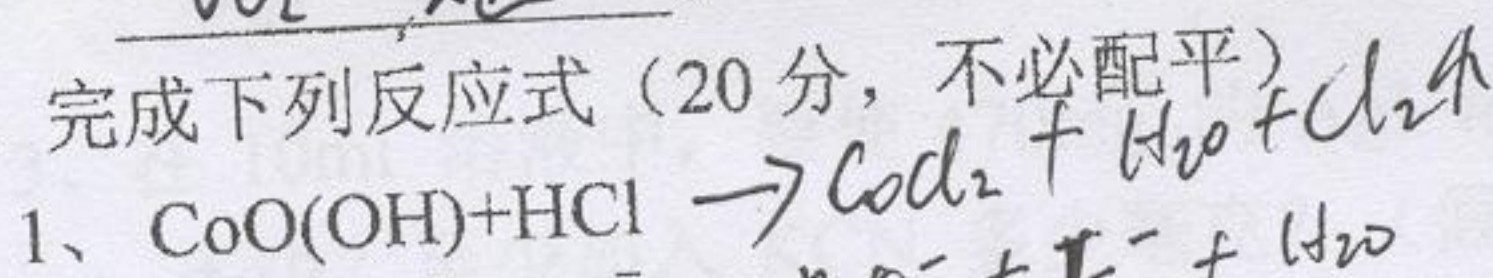 完成下列反应式（20 分，不必配平）
1、 CoO(OH)+HCl → CoCl₂ + H₂O + Cl₂↑
+ I⁻ + H₂O